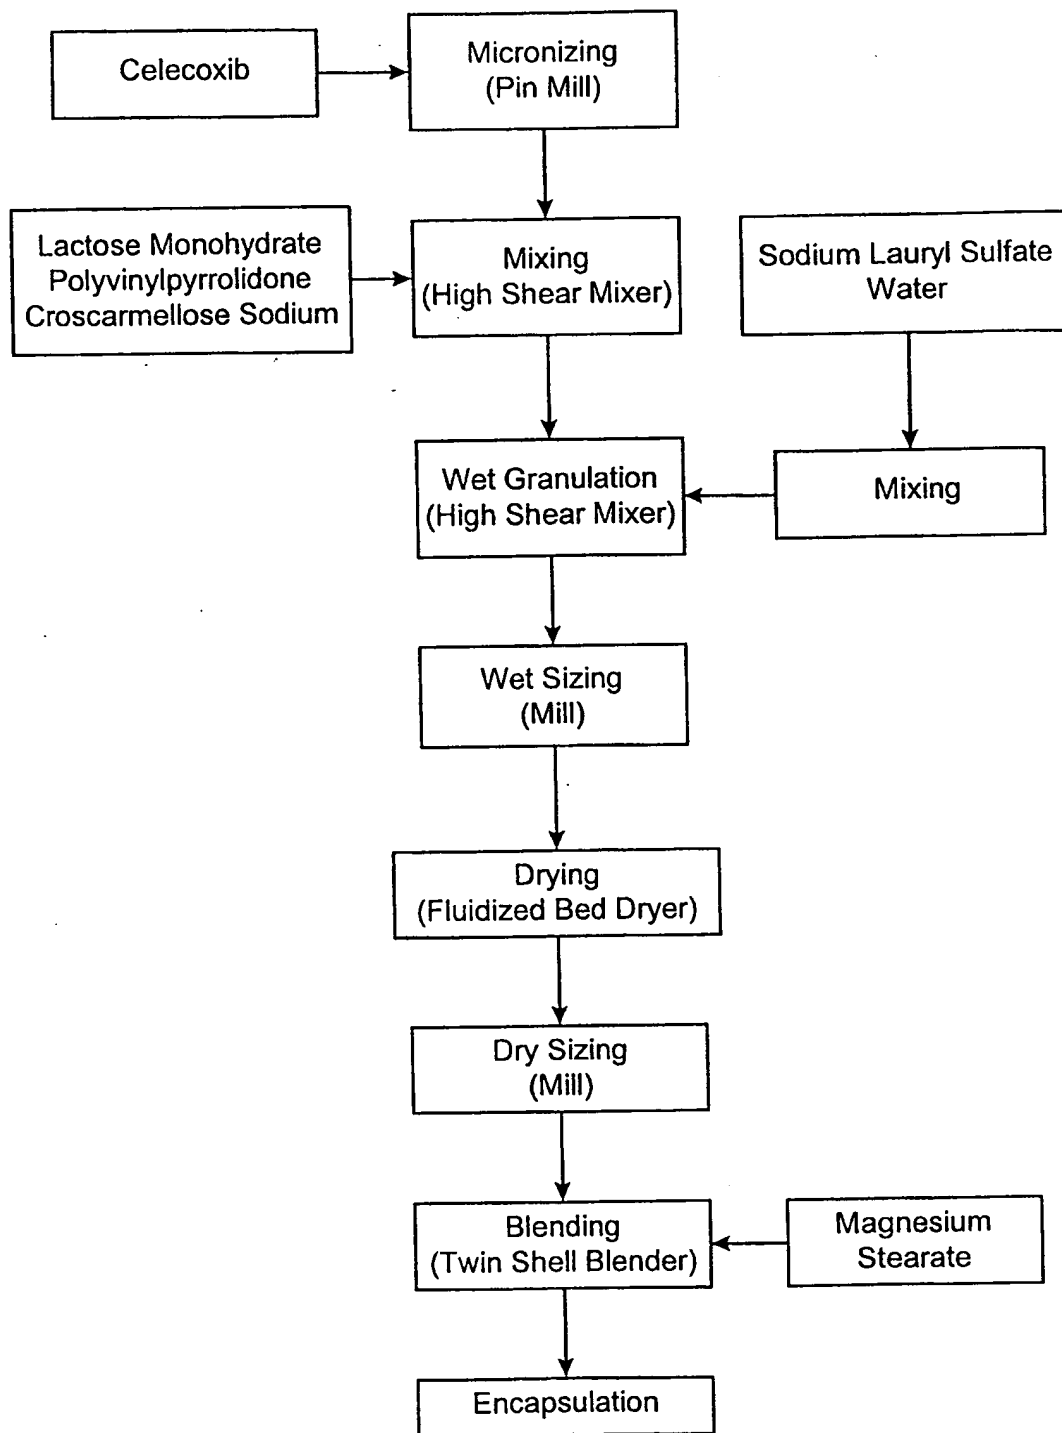 Celecoxib
Micronizing
(Pin Mill)
Lactose Monohydrate
Polyvinylpyrrolidone
Croscarmellose Sodium
Mixing
(High Shear Mixer)
Sodium Lauryl Sulfate
Water
Wet Granulation
(High Shear Mixer)
Mixing
Wet Sizing
(Mill)
Drying
(Fluidized Bed Dryer)
Dry Sizing
(Mill)
Blending
(Twin Shell Blender)
Magnesium
Stearate
Encapsulation